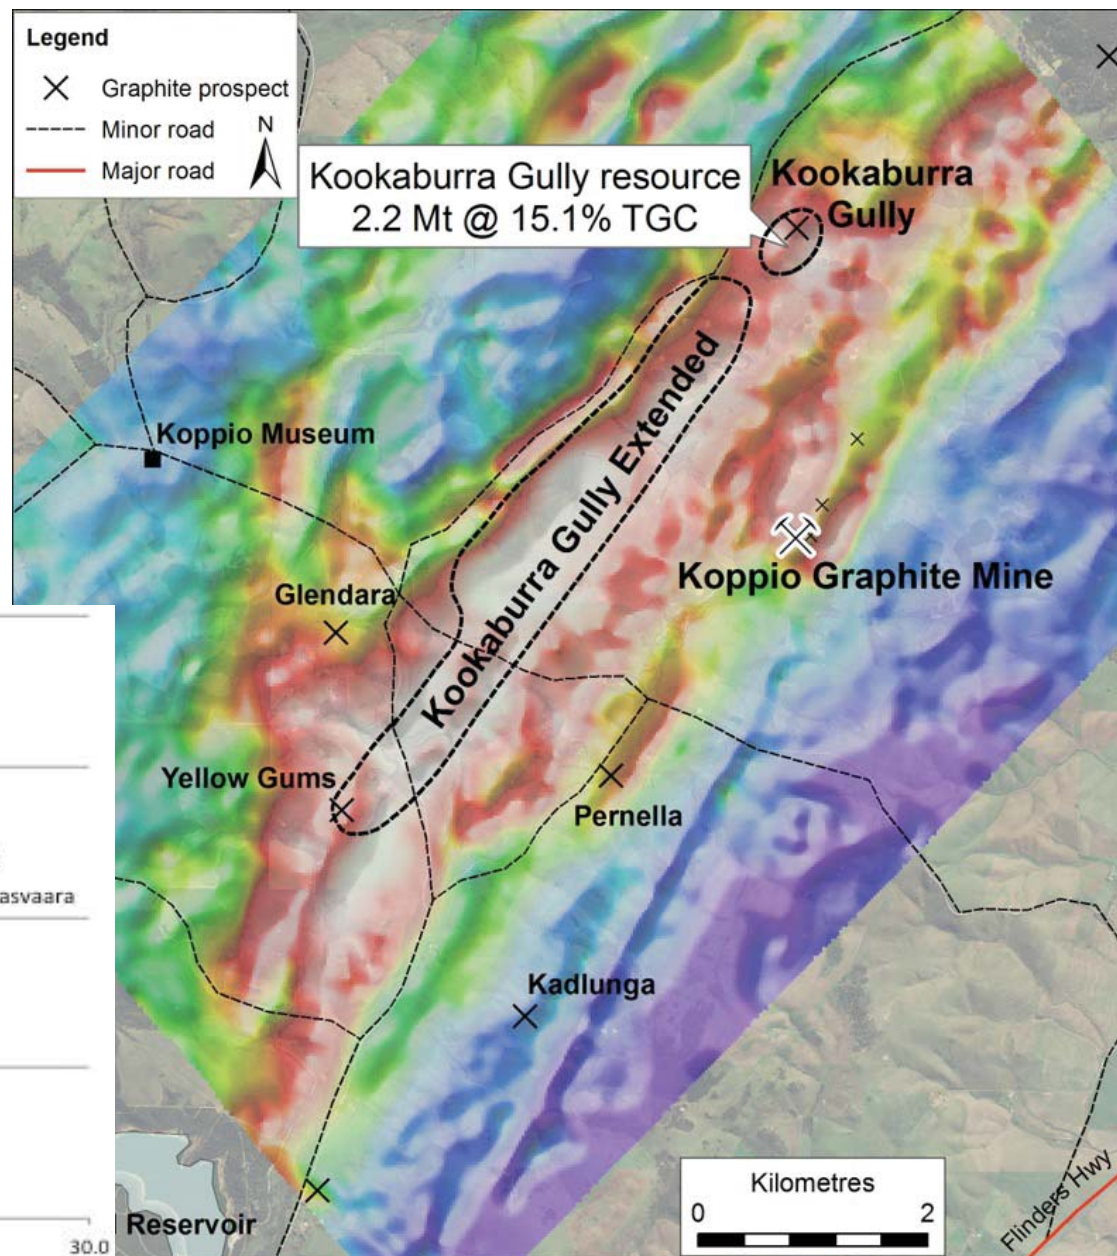 Legend
Graphite prospect
Minor road
Major road
N
Kookaburra Gully resource
2.2 Mt @ 15.1% TGC
Kookaburra
Gully
Koppio Museum
Kookaburra Gully Extended
Koppio Graphite Mine
Glendara
Yellow Gums
Pernella
asvaara
Kadlunga
Kilometres
0 2
Reservoir
Flinders Hwy
30.0